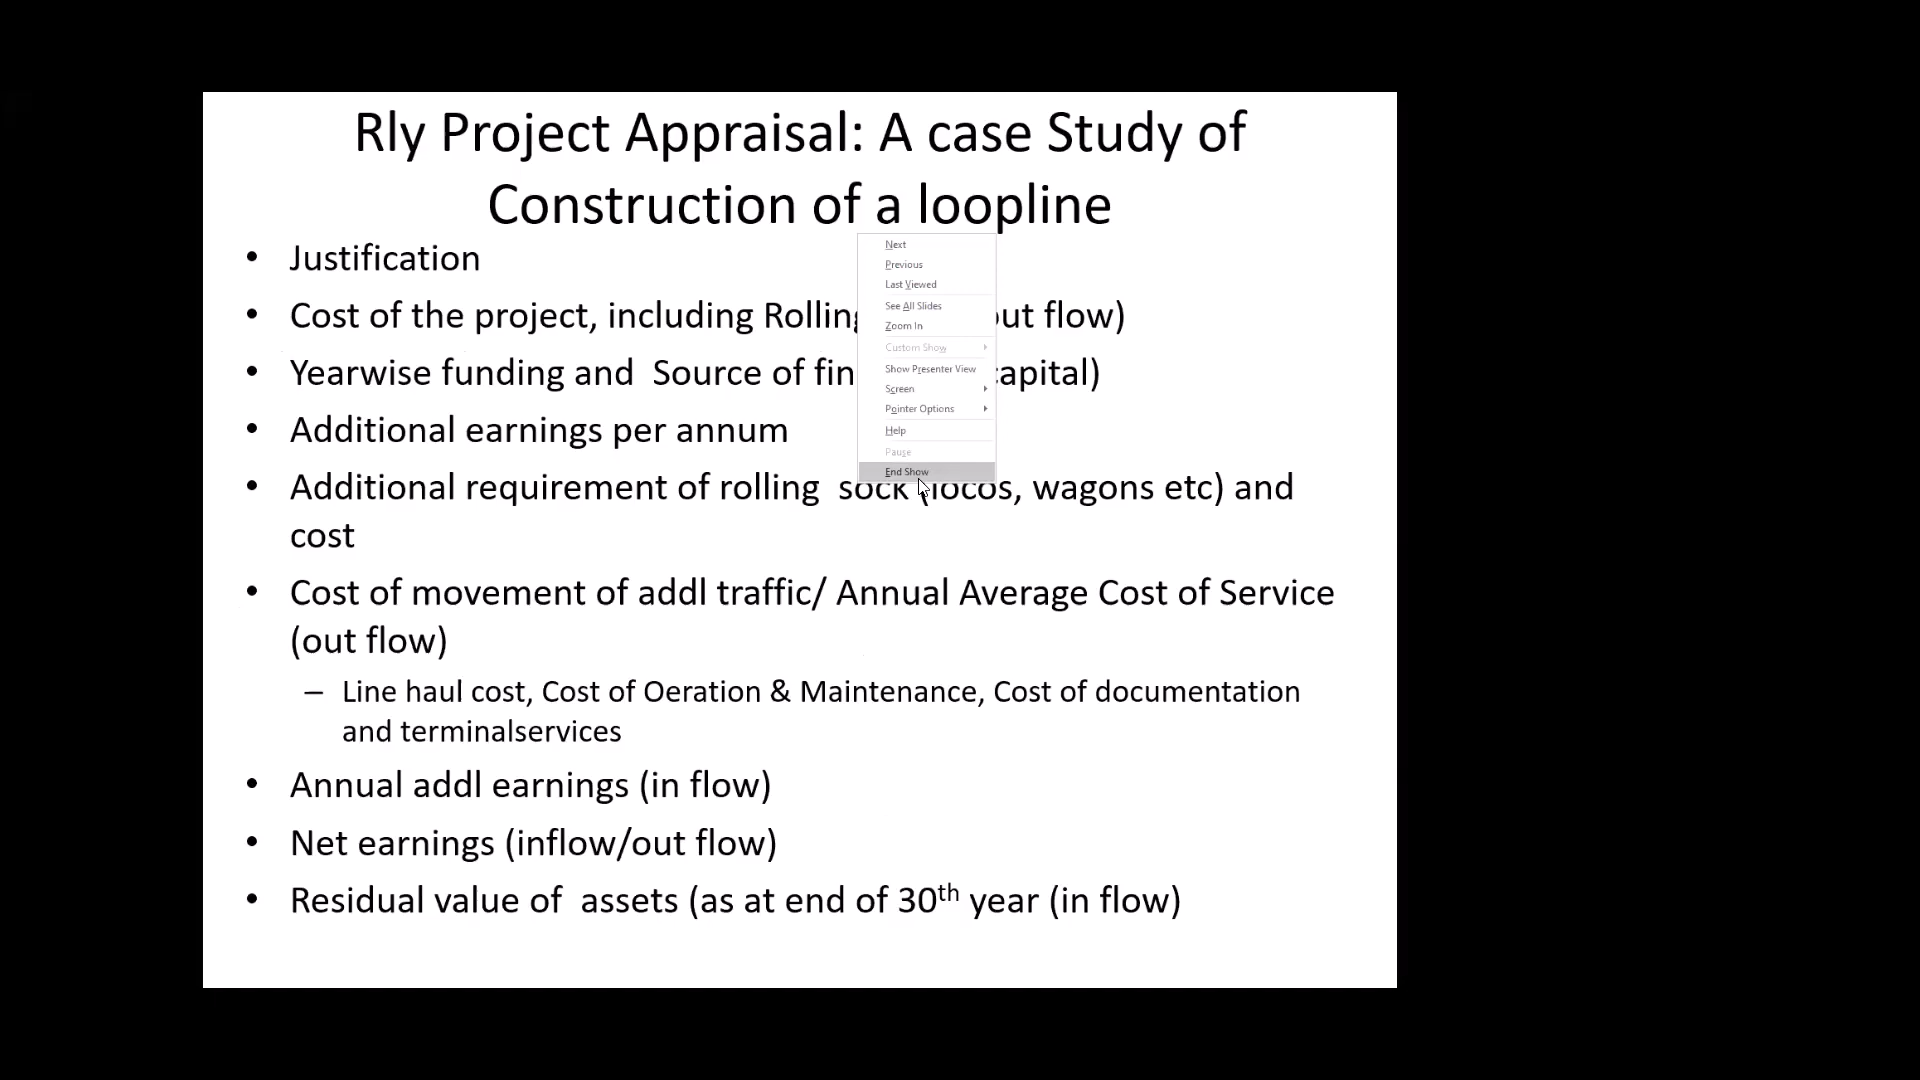 Rly Project Appraisal: A case Study of
Construction of a loopline
• Justification
• Cost of the project, including Rolling out flow)
• Yearwise funding and Source of fin capital)
• Additional earnings per annum
• Additional requirement of rolling sock (locos, wagons etc) and
cost
• Cost of movement of addl traffic/ Annual Average Cost of Service
(out flow)
– Line haul cost, Cost of Oeration & Maintenance, Cost of documentation
and terminalservices
• Annual addl earnings (in flow)
• Net earnings (inflow/out flow)
• Residual value of assets (as at end of 30th year (in flow)
Next
Previous
Last Viewed
See All Slides
Zoom In
Custom Show
Show Presenter View
Screen
Pointer Options
Help
Pause
End Show